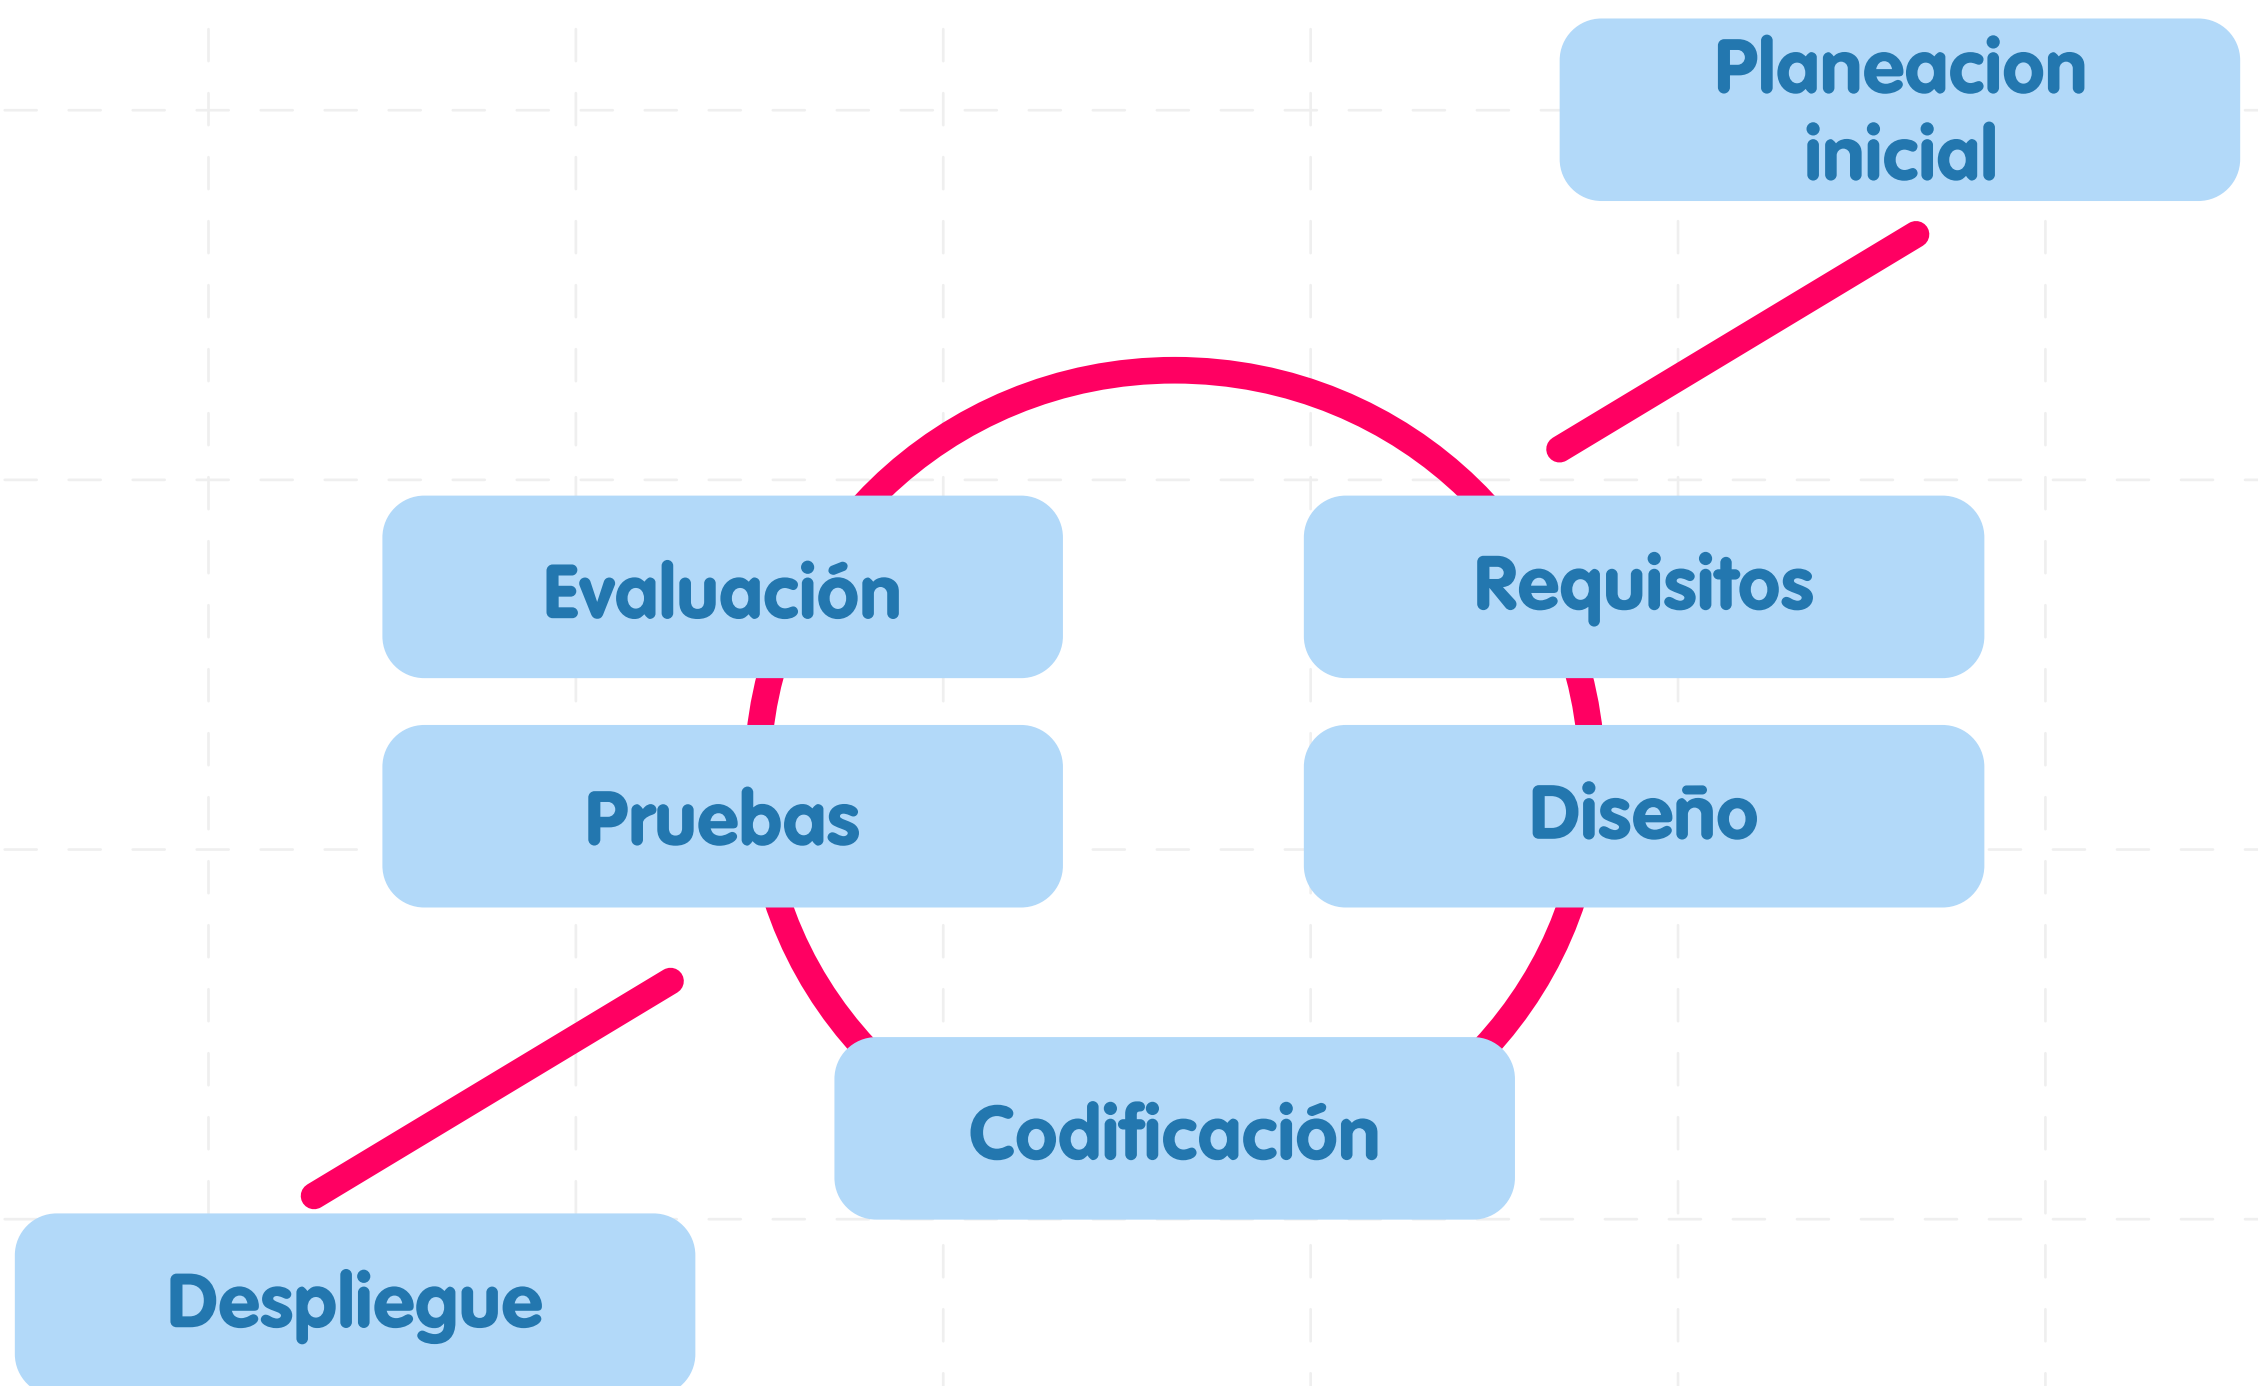 Planeacion
inicial
Evaluación
Requisitos
Pruebas
Diseño
Codificación
Despliegue